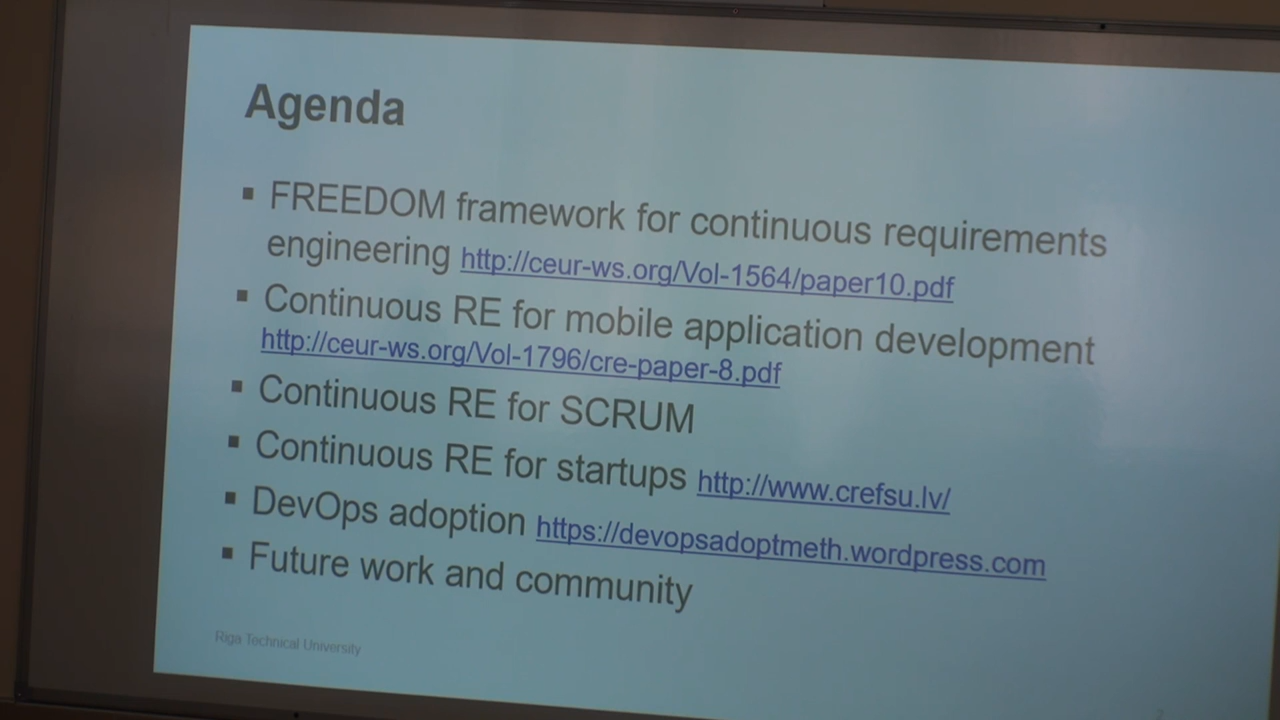 Agenda
▪ FREEDOM framework for continuous requirements
engineering http://ceur-ws.org/Vol-1564/paper10.pdf
▪ Continuous RE for mobile application development
http://ceur-ws.org/Vol-1796/cre-paper-8.pdf
▪ Continuous RE for SCRUM
▪ Continuous RE for startups http://www.crefsu.lv/
▪ DevOps adoption https://devopsadoptmeth.wordpress.com
▪ Future work and community
Riga Technical University